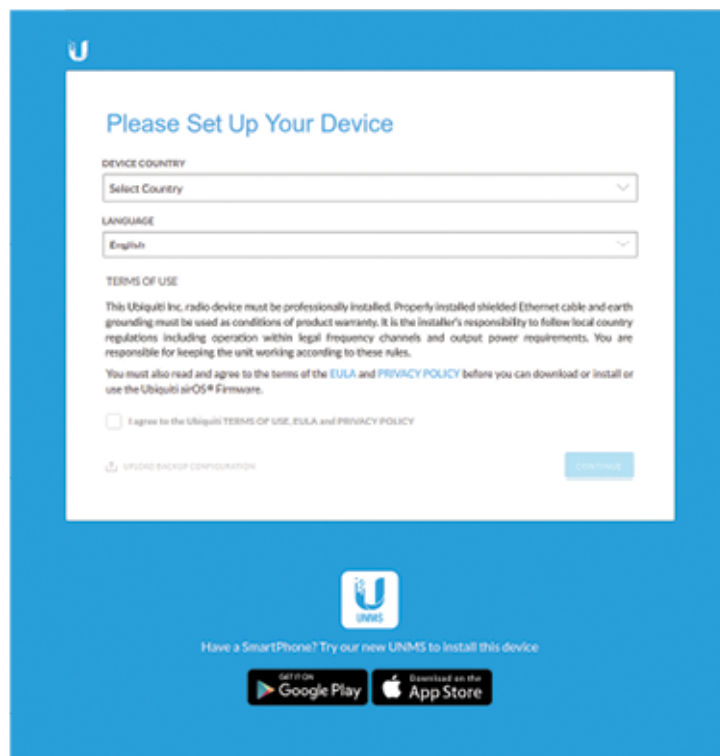 U
Please Set Up Your Device
DEVICE COUNTRY
Select Country
LANGUAGE
English
TERMS OF USE
This Ubiquiti Inc. radio device must be professionally installed. Properly installed shielded Ethernet cable and earth
grounding must be used as conditions of product warranty. It is the installer's responsibility to follow local country
regulations including operation within legal frequency channels and output power requirements. You are
responsible for keeping the unit working according to these rules.
You must also read and agree to the terms of the EULA and PRIVACY POLICY before you can download or install or
use the Ubiquiti airOS® Firmware.
I agree to the Ubiquiti TERMS OF USE, EULA and PRIVACY POLICY
UPLOAD BACKUP CONFIGURATION
CONTINUE
U
UNMS
Have a SmartPhone? Try our new UNMS to install this device
GET IT ON
Google Play
Download on the
App Store